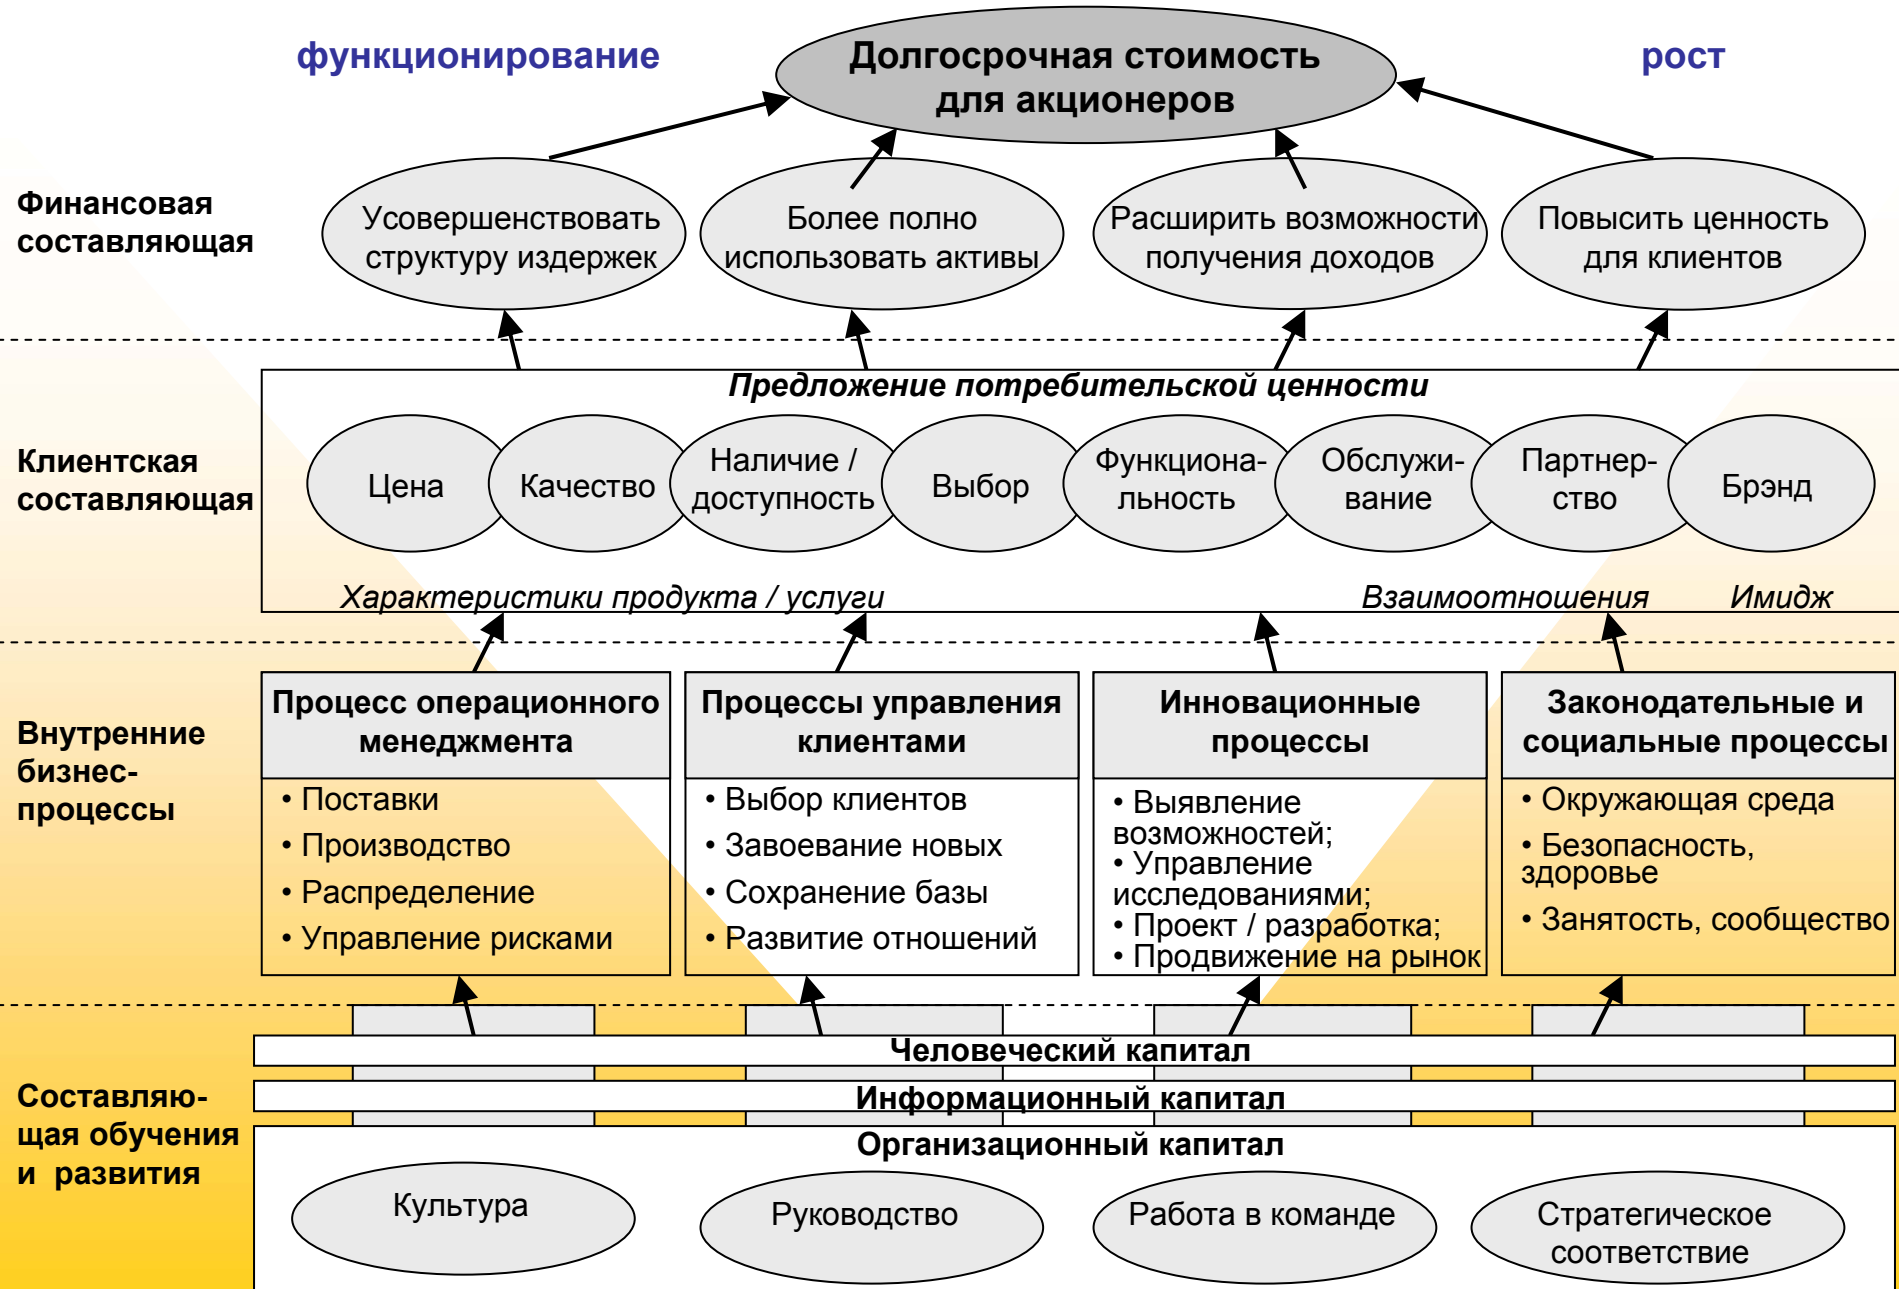 функционирование
Долгосрочная стоимость
для акционеров
рост
Финансовая
составляющая
Усовершенствовать
структуру издержек
Более полно
использовать активы
Расширить возможности
получения доходов
Повысить ценность
для клиентов
Предложение потребительской ценности
Клиентская
составляющая
Цена
Качество
Наличие /
доступность
Выбор
Функциона-
льность
Обслужи-
вание
Партнер-
ство
Брэнд
Характеристики продукта / услуги
Взаимоотношения
Имидж
Внутренние
бизнес-
процессы
Процесс операционного
менеджмента
• Поставки
• Производство
• Распределение
• Управление рисками
Процессы управления
клиентами
• Выбор клиентов
• Завоевание новых
• Сохранение базы
• Развитие отношений
Инновационные
процессы
• Выявление
возможностей;
• Управление
исследованиями;
• Проект / разработка;
• Продвижение на рынок
Законодательные и
социальные процессы
• Окружающая среда
• Безопасность,
здоровье
• Занятость, сообщество
Составляю-
щая обучения
и развития
Человеческий капитал
Информационный капитал
Организационный капитал
Культура
Руководство
Работа в команде
Стратегическое
соответствие